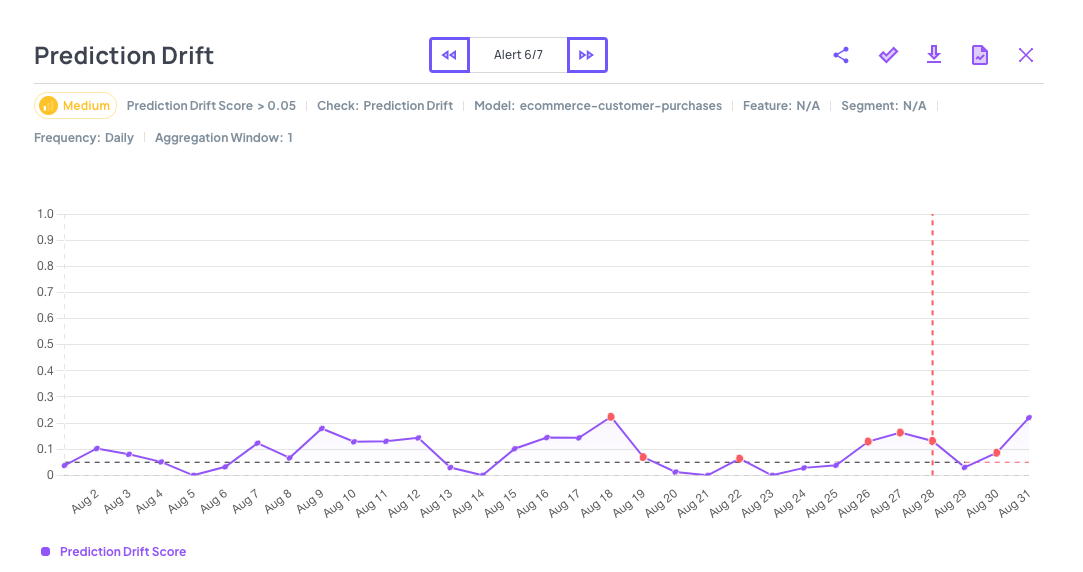 Prediction Drift
Alert 6/7
Medium Prediction Drift Score > 0.05 Check: Prediction Drift Model: ecommerce-customer-purchases Feature: N/A Segment: N/A
Frequency: Daily Aggregation Window: 1
1.0
0.9
0.8
0.7
0.6
0.5
0.4
0.3
0.2
0.1
0
Aug 2 Aug 3 Aug 4 Aug 5 Aug 6 Aug 7 Aug 8 Aug 9 Aug 10 Aug 11 Aug 12 Aug 13 Aug 14 Aug 15 Aug 16 Aug 17 Aug 18 Aug 19 Aug 20 Aug 21 Aug 22 Aug 23 Aug 24 Aug 25 Aug 26 Aug 27 Aug 28 Aug 29 Aug 30 Aug 31
Prediction Drift Score